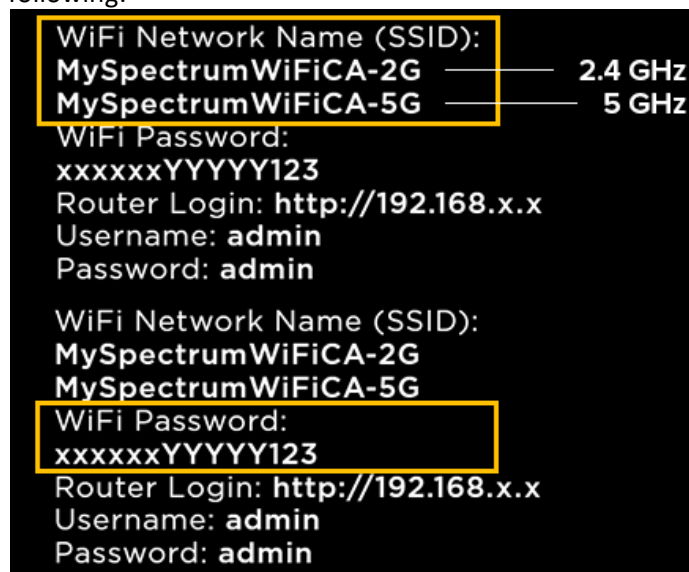 following:
WiFi Network Name (SSID):
MySpectrumWiFiCA-2G 2.4 GHz
MySpectrumWiFiCA-5G 5 GHz
WiFi Password:
xxxxxxYYYYY123
Router Login: http://192.168.x.x
Username: admin
Password: admin
WiFi Network Name (SSID):
MySpectrumWiFiCA-2G
MySpectrumWiFiCA-5G
WiFi Password:
xxxxxxYYYYY123
Router Login: http://192.168.x.x
Username: admin
Password: admin